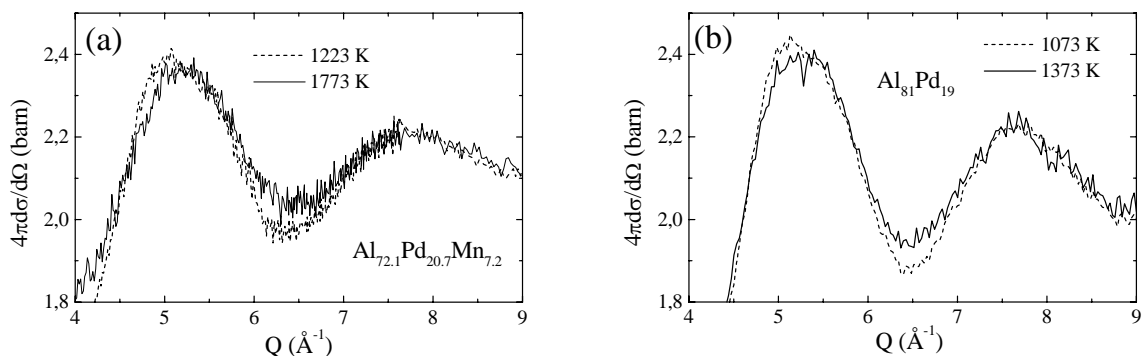 (a)
1223 K
1773 K
Al72.1Pd20.7Mn7.2
4πdσ/dΩ (barn)
2,4
2,2
2,0
1,8
4 5 6 7 8 9
Q (Å-1)
(b)
1073 K
1373 K
Al81Pd19
4πdσ/dΩ (barn)
2,4
2,2
2,0
1,8
4 5 6 7 8 9
Q (Å-1)